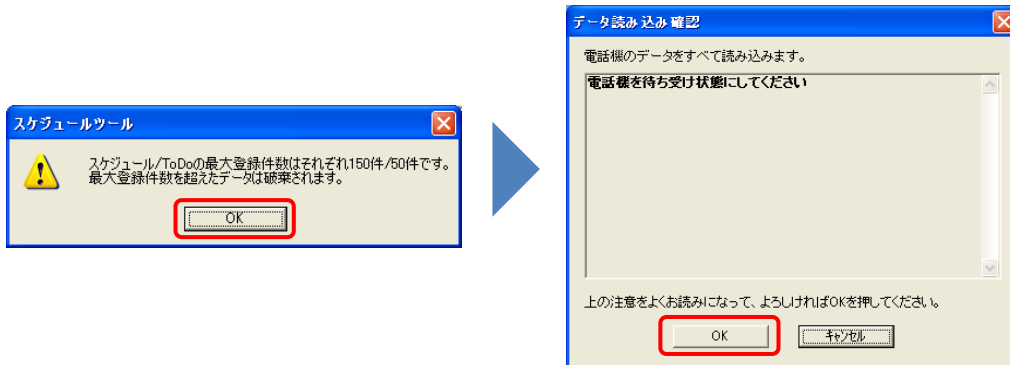 スケジュールツール
スケジュール/ToDoの最大登録件数はそれぞれ150件/50件です。
最大登録件数を超えたデータは破棄されます。
OK
データ読み込み確認
電話機のデータをすべて読み込みます。
電話機を待ち受け状態にしてください
上の注意をよくお読みになって、よろしければOKを押してください。
OK
キャンセル